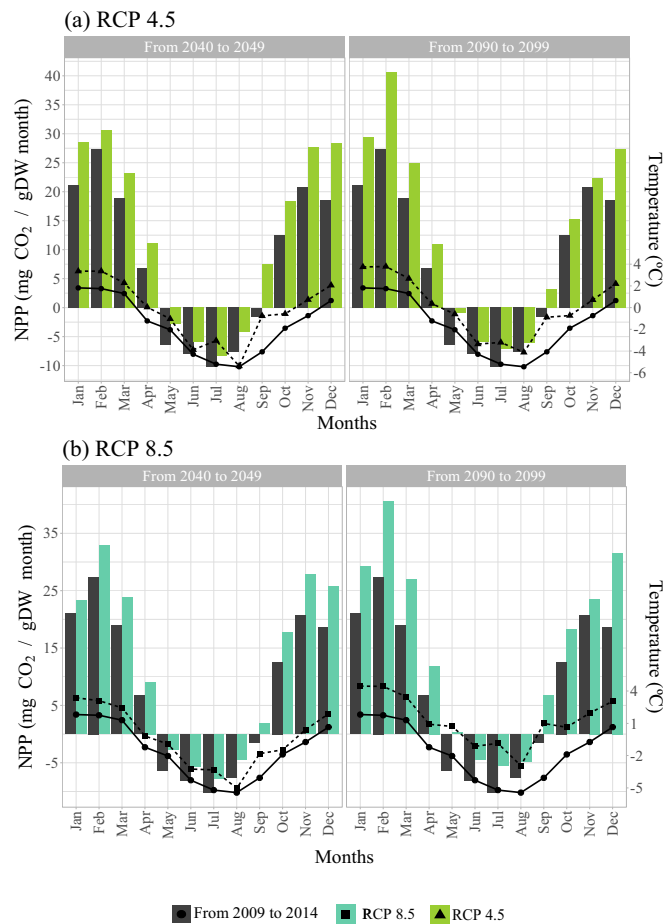 (a) RCP 4.5
From 2040 to 2049
From 2090 to 2099
NPP (mg CO₂ / gDW month)
40
35
30
25
20
15
10
5
0
-5
-10
Temperature (ºC)
4
2
0
-2
-4
-6
Jan Feb Mar Apr May Jun Jul Aug Sep Oct Nov Dec
Jan Feb Mar Apr May Jun Jul Aug Sep Oct Nov Dec
Months
(b) RCP 8.5
From 2040 to 2049
From 2090 to 2099
NPP (mg CO₂ / gDW month)
35
25
15
5
-5
Temperature (ºC)
4
1
-2
-5
Jan Feb Mar Apr May Jun Jul Aug Sep Oct Nov Dec
Jan Feb Mar Apr May Jun Jul Aug Sep Oct Nov Dec
Months
From 2009 to 2014 RCP 8.5 RCP 4.5